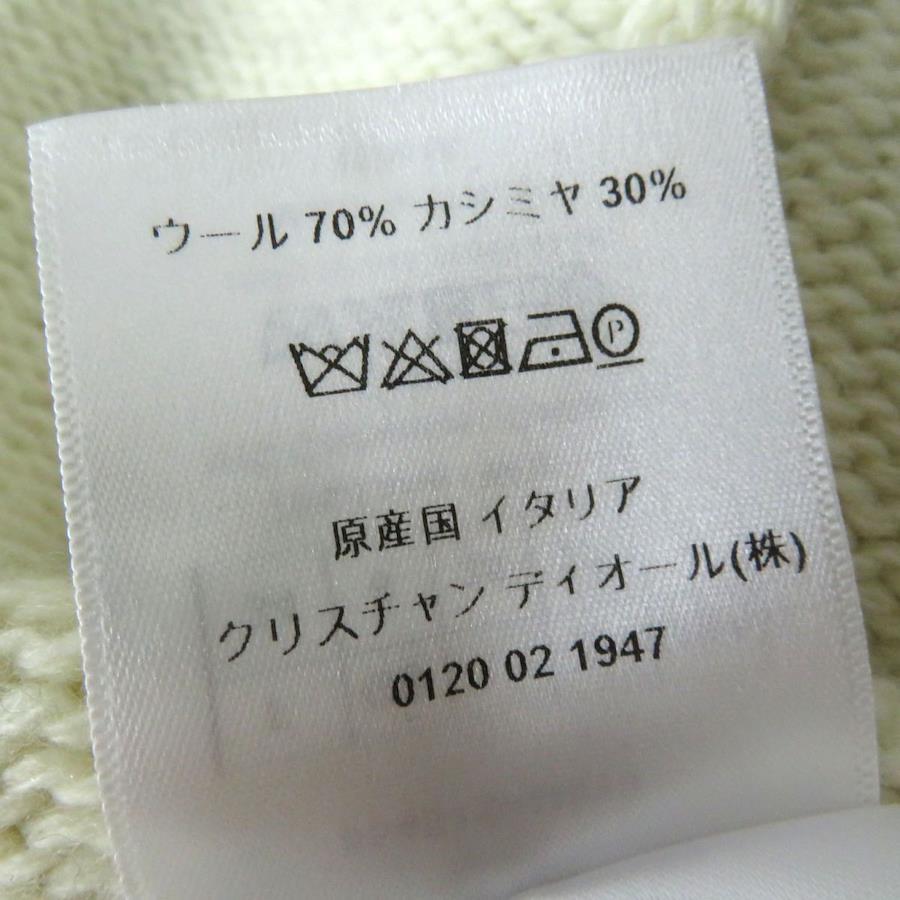 ウール 70% カシミヤ 30%
P
原産国 イタリア
クリスチャン ディオール(株)
0120 02 1947